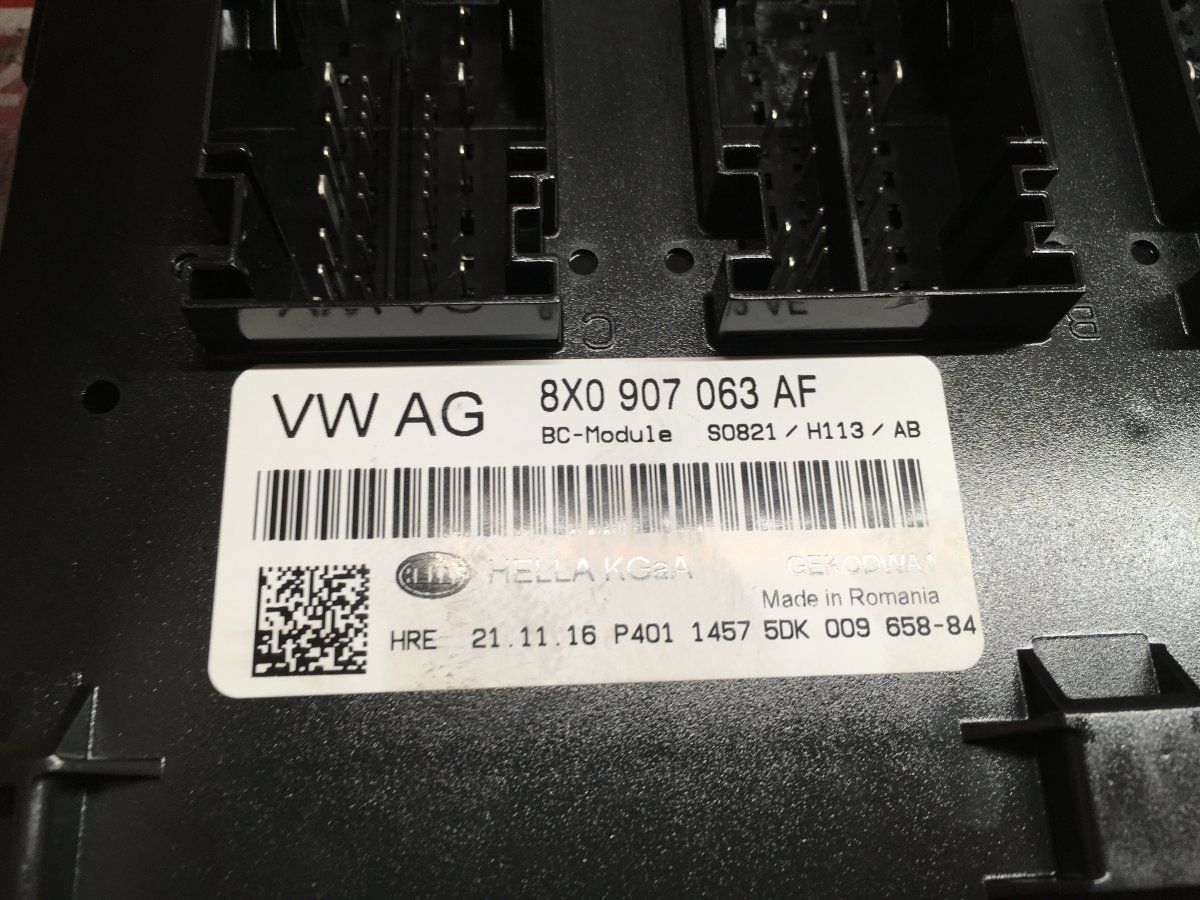 C
B
VW AG 8X0 907 063 AF
BC-Module S0821 / H113 / AB
HELLA HELLA KGaA GEKODWA1
Made in Romania
HRE 21.11.16 P401 1457 5DK 009 658-84